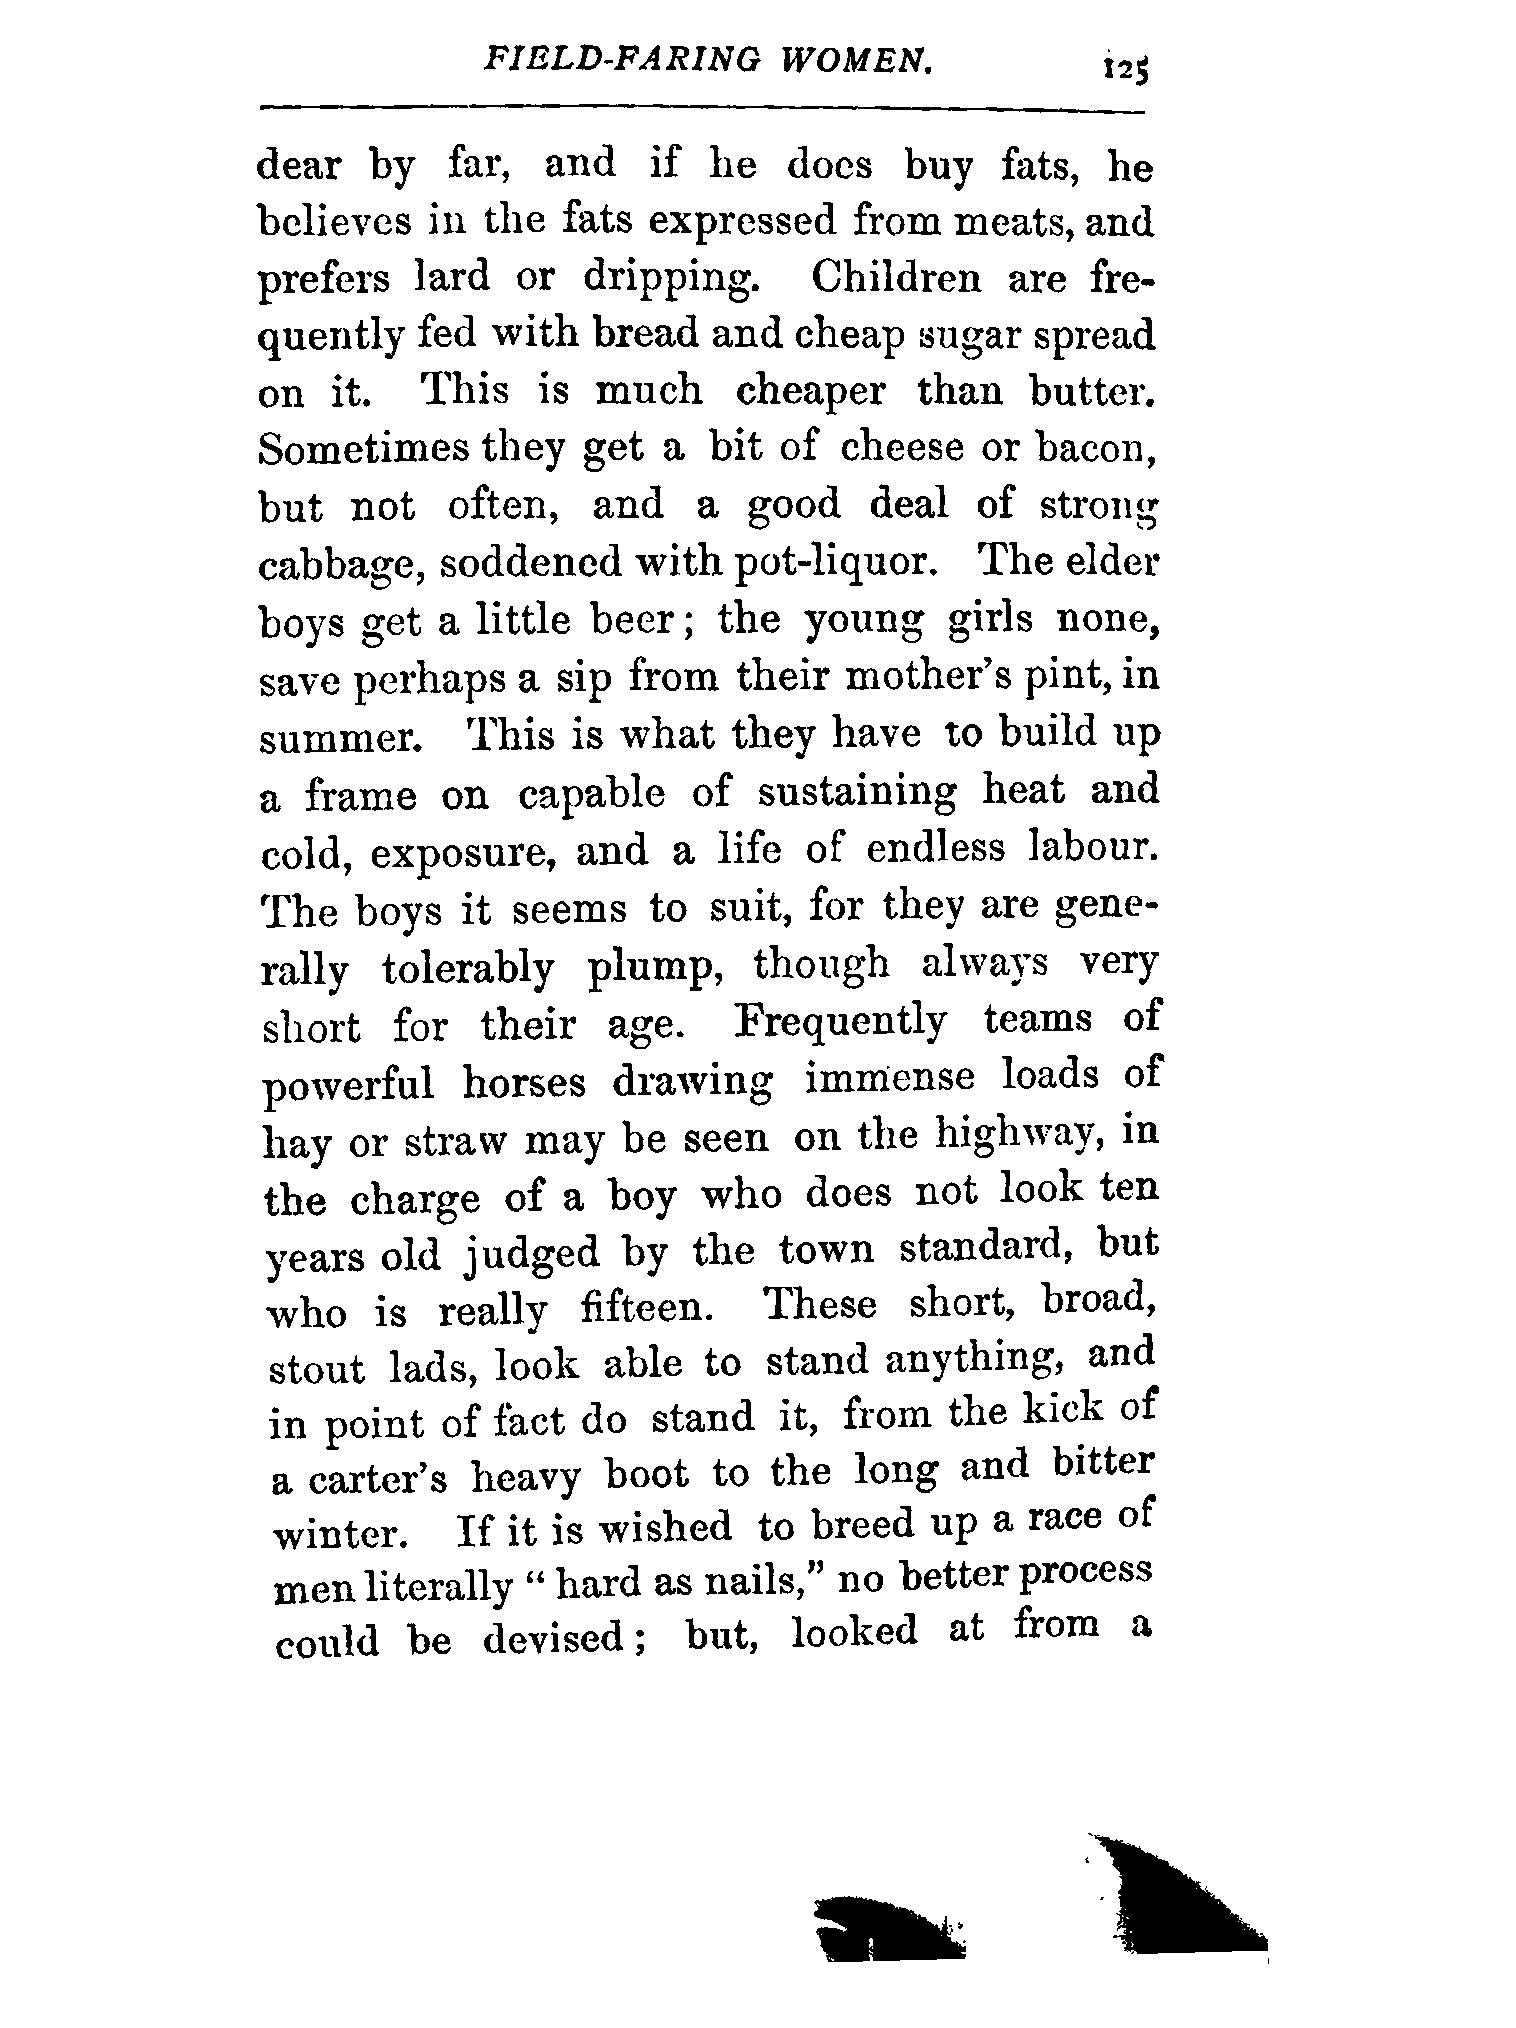 FIELD-FARING WOMEN. 125
dear by far, and if he does buy fats, he
believes in the fats expressed from meats, and
prefers lard or dripping. Children are fre-
quently fed with bread and cheap sugar spread
on it. This is much cheaper than butter.
Sometimes they get a bit of cheese or bacon,
but not often, and a good deal of strong
cabbage, soddened with pot-liquor. The elder
boys get a little beer; the young girls none,
save perhaps a sip from their mother's pint, in
summer. This is what they have to build up
a frame on capable of sustaining heat and
cold, exposure, and a life of endless labour.
The boys it seems to suit, for they are gene-
rally tolerably plump, though always very
short for their age. Frequently teams of
powerful horses drawing immense loads of
hay or straw may be seen on the highway, in
the charge of a boy who does not look ten
years old judged by the town standard, but
who is really fifteen. These short, broad,
stout lads, look able to stand anything, and
in point of fact do stand it, from the kick of
a carter's heavy boot to the long and bitter
winter. If it is wished to breed up a race of
men literally "hard as nails," no better process
could be devised; but, looked at from a